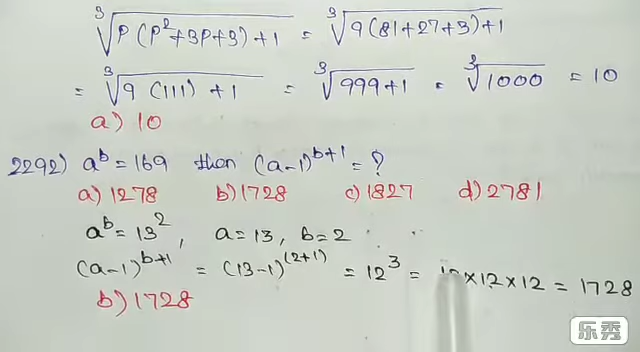 ∛(P(P²+3P+3)+1) = ∛(9(81+27+3)+1)
= ∛(9(111)+1) = ∛(999+1) = ∛1000 = 10
a) 10
2292) a^b = 169 then (a-1)^(b+1) = ?
a) 1278 b) 1728 c) 1827 d) 2781
a^b = 13², a = 13, b = 2
(a-1)^(b+1) = (13-1)^(2+1) = 12³ = ×12×12 = 1728
b) 1728
乐秀